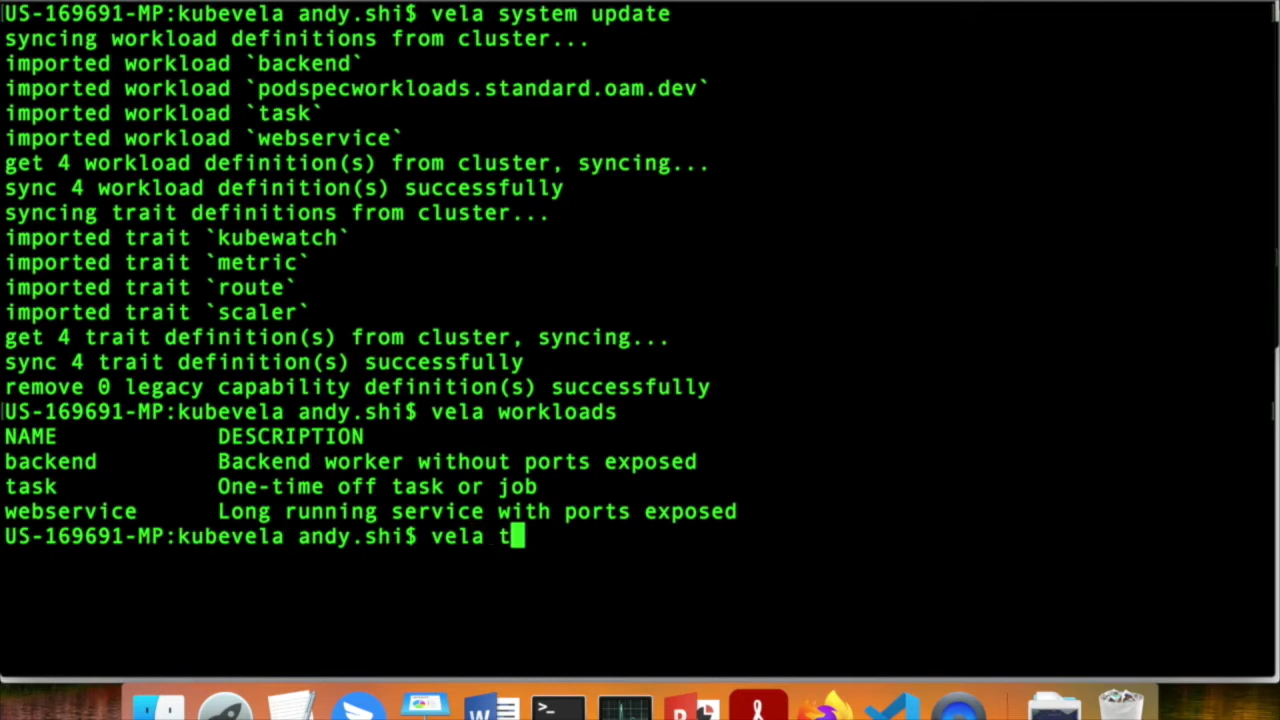 US-169691-MP:kubevela andy.shi$ vela system update
syncing workload definitions from cluster...
imported workload `backend`
imported workload `podspecworkloads.standard.oam.dev`
imported workload `task`
imported workload `webservice`
get 4 workload definition(s) from cluster, syncing...
sync 4 workload definition(s) successfully
syncing trait definitions from cluster...
imported trait `kubewatch`
imported trait `metric`
imported trait `route`
imported trait `scaler`
get 4 trait definition(s) from cluster, syncing...
sync 4 trait definition(s) successfully
remove 0 legacy capability definition(s) successfully
US-169691-MP:kubevela andy.shi$ vela workloads
NAME DESCRIPTION
backend Backend worker without ports exposed
task One-time off task or job
webservice Long running service with ports exposed
US-169691-MP:kubevela andy.shi$ vela t